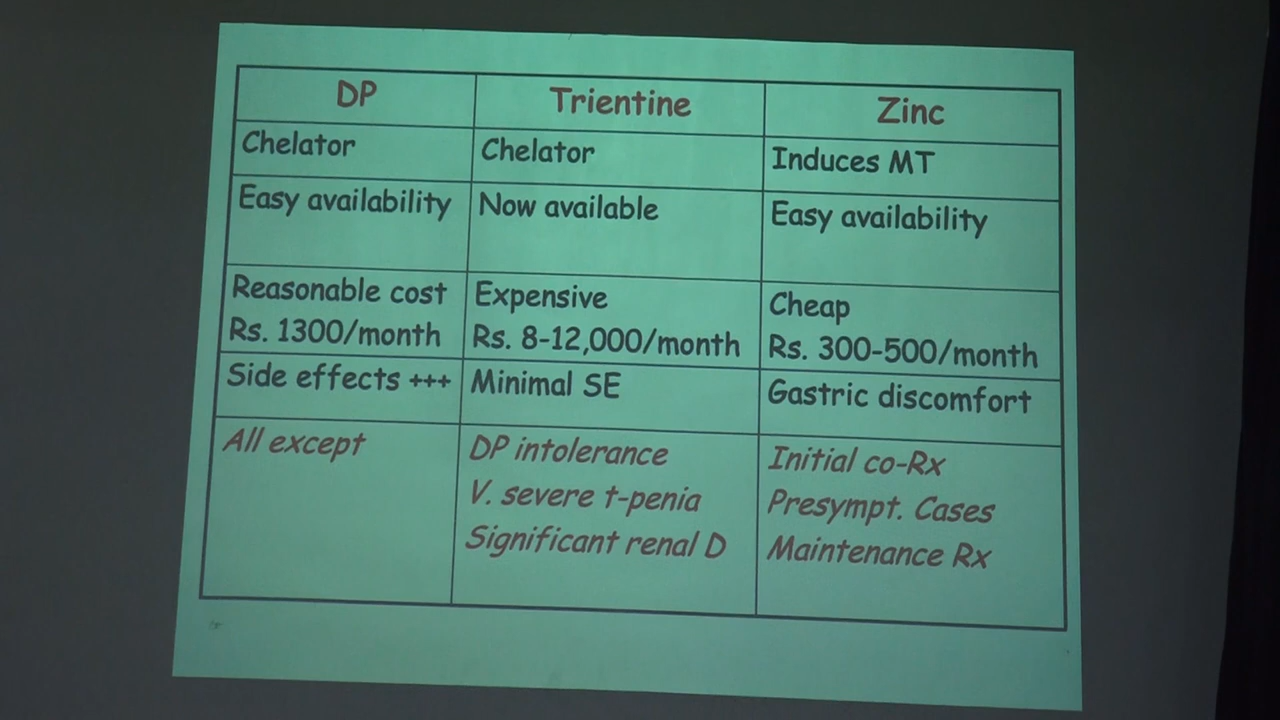 DP Trientine Zinc
Chelator Chelator Induces MT
Easy availability Now available Easy availability
Reasonable cost Expensive Cheap
Rs. 1300/month Rs. 8-12,000/month Rs. 300-500/month
Side effects +++ Minimal SE Gastric discomfort
All except DP intolerance Initial co-Rx
V. severe t-penia Presympt. Cases
Significant renal D Maintenance Rx